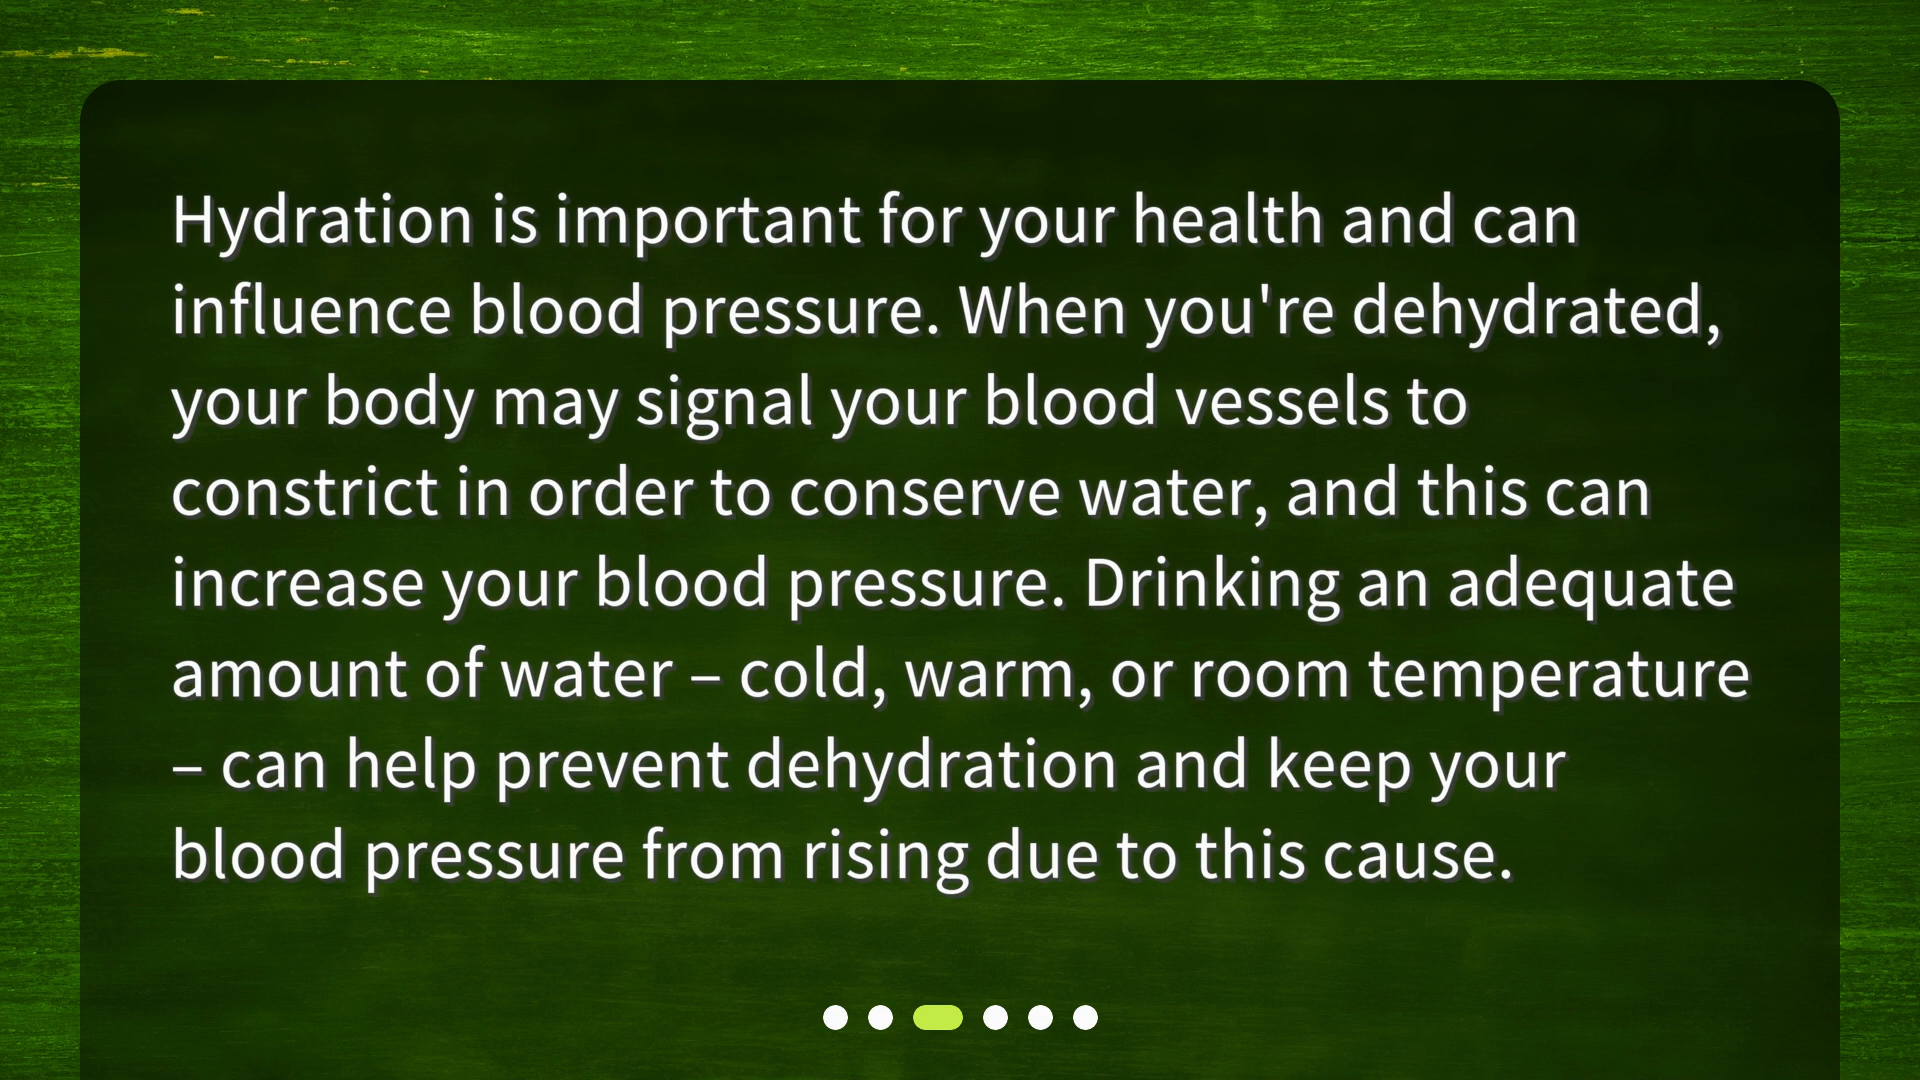 Hydration is important for your health and can
influence blood pressure. When you're dehydrated,
your body may signal your blood vessels to
constrict in order to conserve water, and this can
increase your blood pressure. Drinking an adequate
amount of water – cold, warm, or room temperature
– can help prevent dehydration and keep your
blood pressure from rising due to this cause.